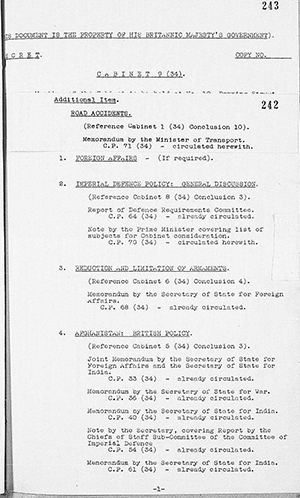 243
IS DOCUMENT IS THE PROPERTY OF HIS BRITANNIC MAJESTY'S GOVERNMENT).
E C R E T.
COPY NO.
C A B I N E T 9 (34).
242
Additional Item.
ROAD ACCIDENTS.
(Reference Cabinet 1 (34) Conclusion 10).
Memorandum by the Minister of Transport.
C.P. 71 (34) - circulated herewith.
1. FOREIGN AFFAIRS - (If required).
2. IMPERIAL DEFENCE POLICY: GENERAL DISCUSSION.
(Reference Cabinet 8 (34) Conclusion 3).
Report of Defence Requirements Committee.
C.P. 64 (34) - already circulated.
Note by the Prime Minister covering list of
subjects for Cabinet consideration.
C.P. 70 (34) - circulated herewith.
3. REDUCTION AND LIMITATION OF ARMAMENTS.
(Reference Cabinet 6 (34) Conclusion 4).
Memorandum by the Secretary of State for Foreign
Affairs.
C.P. 68 (34) - already circulated.
4. AFGHANISTAN: BRITISH POLICY.
(Reference Cabinet 5 (34) Conclusion 3).
Joint Memorandum by the Secretary of State for
Foreign Affairs and the Secretary of State for
India.
C.P. 33 (34) - already circulated.
Memorandum by the Secretary of State for War.
C.P. 36 (34) - already circulated.
Memorandum by the Secretary of State for India.
C.P. 40 (34) - already circulated.
Note by the Secretary, covering Report by the
Chiefs of Staff Sub-Committee of the Committee of
Imperial Defence
C.P. 54 (34) - already circulated.
Memorandum by the Secretary of State for India.
C.P. 61 (34) - already circulated.
-1-